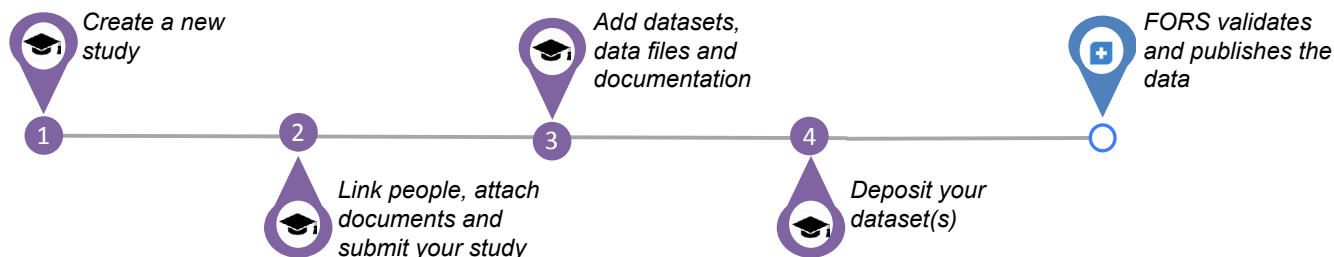 Create a new
study
1
2
Link people, attach
documents and
submit your study
Add datasets,
data files and
documentation
3
4
Deposit your
dataset(s)
FORS validates
and publishes the
data